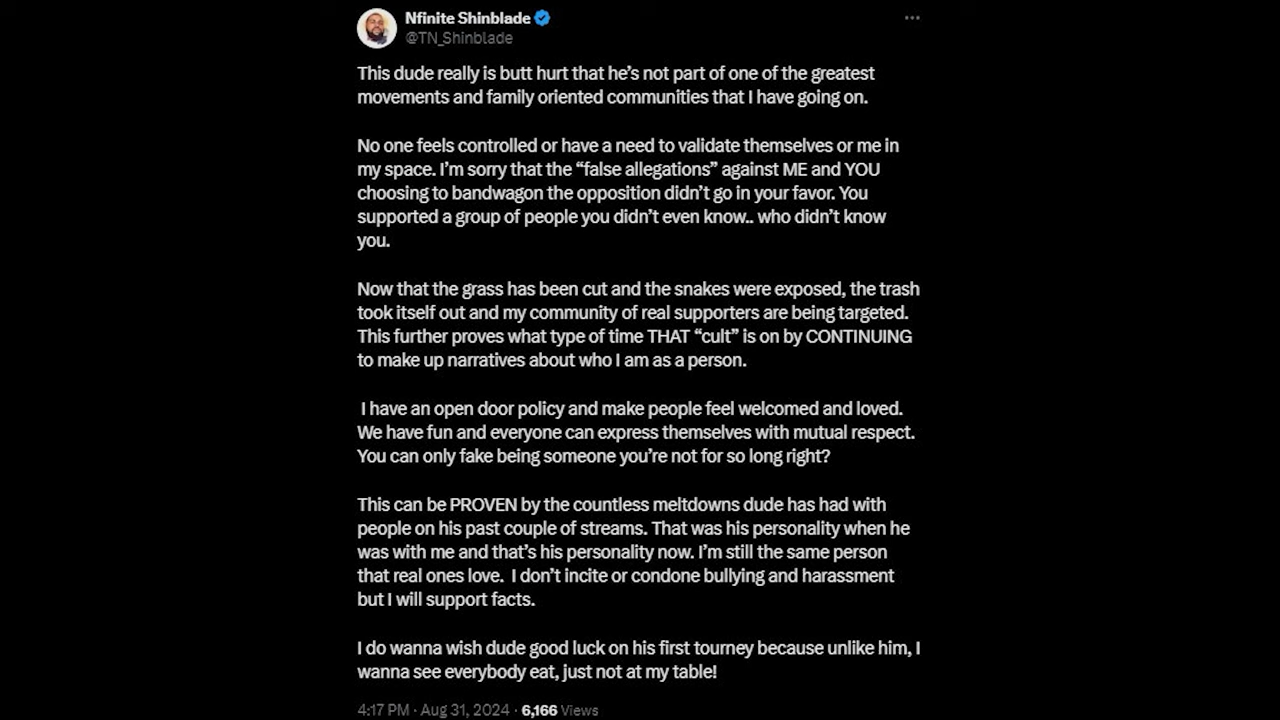 Nfinite Shinblade
@TN_Shinblade
This dude really is butt hurt that he’s not part of one of the greatest
movements and family oriented communities that I have going on.
No one feels controlled or have a need to validate themselves or me in
my space. I’m sorry that the “false allegations” against ME and YOU
choosing to bandwagon the opposition didn’t go in your favor. You
supported a group of people you didn’t even know.. who didn’t know
you.
Now that the grass has been cut and the snakes were exposed, the trash
took itself out and my community of real supporters are being targeted.
This further proves what type of time THAT “cult” is on by CONTINUING
to make up narratives about who I am as a person.
I have an open door policy and make people feel welcomed and loved.
We have fun and everyone can express themselves with mutual respect.
You can only fake being someone you’re not for so long right?
This can be PROVEN by the countless meltdowns dude has had with
people on his past couple of streams. That was his personality when he
was with me and that’s his personality now. I’m still the same person
that real ones love.  I don’t incite or condone bullying and harassment
but I will support facts.
I do wanna wish dude good luck on his first tourney because unlike him, I
wanna see everybody eat, just not at my table!
4:17 PM · Aug 31, 2024 · 6,166 Views